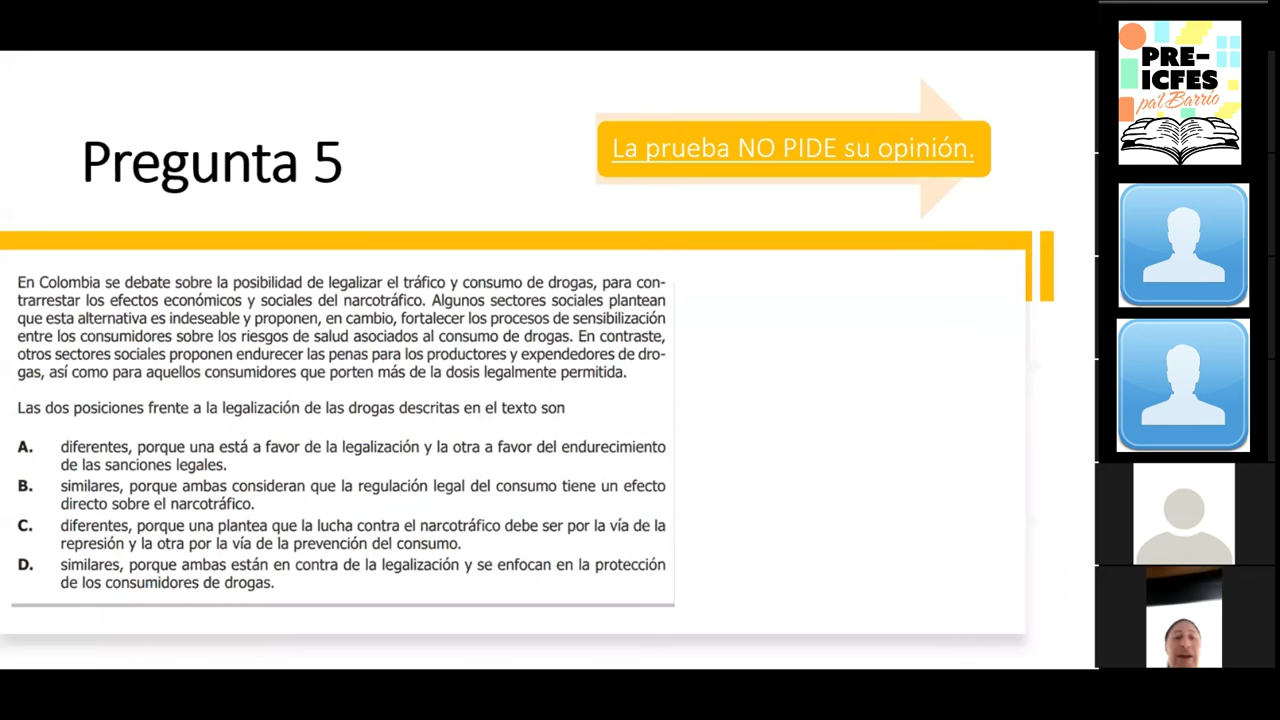 Pregunta 5
La prueba NO PIDE su opinión.
En Colombia se debate sobre la posibilidad de legalizar el tráfico y consumo de drogas, para con-
trarrestar los efectos económicos y sociales del narcotráfico. Algunos sectores sociales plantean
que esta alternativa es indeseable y proponen, en cambio, fortalecer los procesos de sensibilización
entre los consumidores sobre los riesgos de salud asociados al consumo de drogas. En contraste,
otros sectores sociales proponen endurecer las penas para los productores y expendedores de dro-
gas, así como para aquellos consumidores que porten más de la dosis legalmente permitida.
Las dos posiciones frente a la legalización de las drogas descritas en el texto son
A. diferentes, porque una está a favor de la legalización y la otra a favor del endurecimiento
de las sanciones legales.
B. similares, porque ambas consideran que la regulación legal del consumo tiene un efecto
directo sobre el narcotráfico.
C. diferentes, porque una plantea que la lucha contra el narcotráfico debe ser por la vía de la
represión y la otra por la vía de la prevención del consumo.
D. similares, porque ambas están en contra de la legalización y se enfocan en la protección
de los consumidores de drogas.
PRE-
ICFES
pa'l Barrio